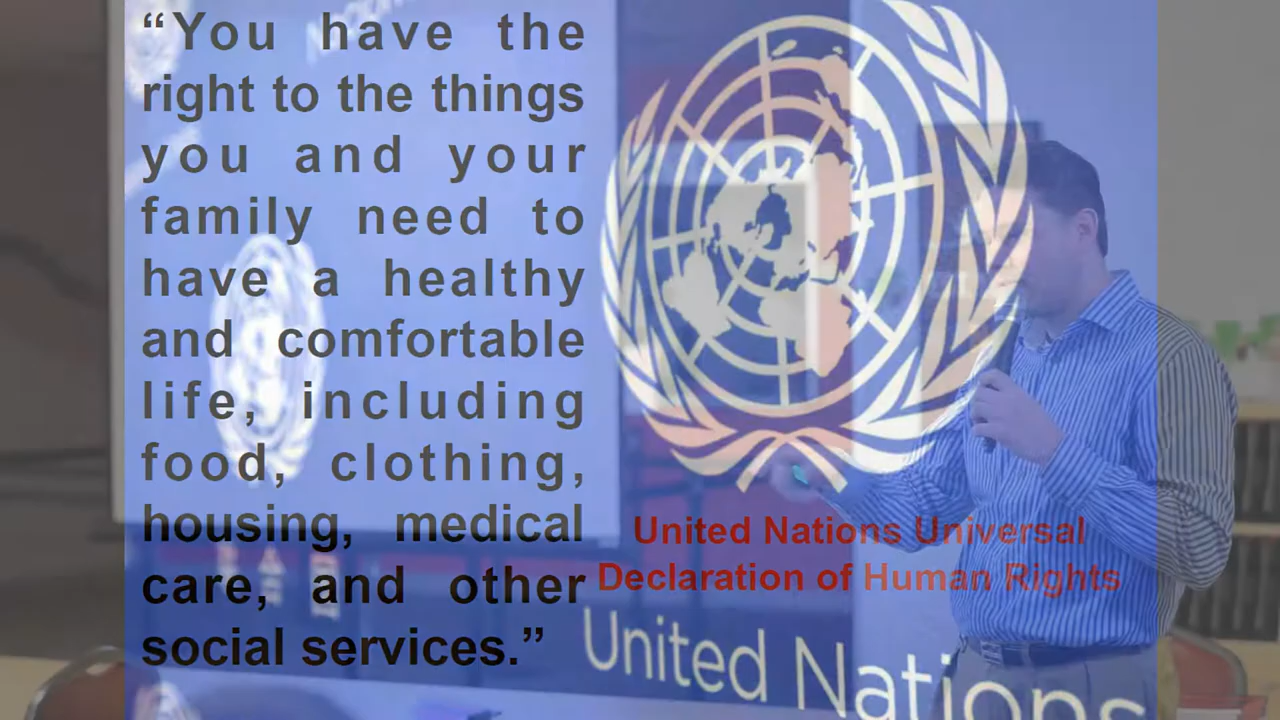 “You have the
right to the things
you and your
family need to
have a healthy
and comfortable
life, including
food, clothing,
housing, medical
care, and other
social services.”
United Nations Universal
Declaration of Human Rights
United Nations